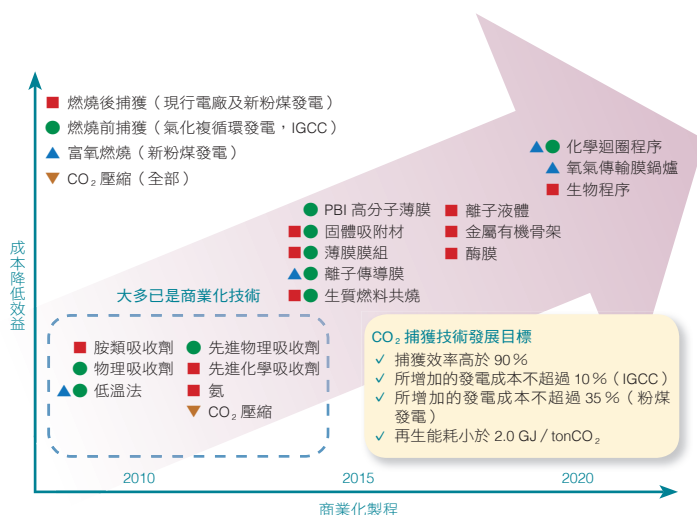 燃燒後捕獲（現行電廠及新粉煤發電）
燃燒前捕獲（氣化複循環發電，IGCC）
富氧燃燒（新粉煤發電）
CO₂ 壓縮（全部）
化學迴圈程序
氧氣傳輸膜鍋爐
生物程序
PBI 高分子薄膜
固體吸附材
薄膜膜組
離子傳導膜
生質燃料共燒
離子液體
金屬有機骨架
酶膜
成本降低效益
大多已是商業化技術
胺類吸收劑
物理吸收劑
低溫法
先進物理吸收劑
先進化學吸收劑
氨
CO₂ 壓縮
CO₂ 捕獲技術發展目標
✓ 捕獲效率高於 90％
✓ 所增加的發電成本不超過 10％（IGCC）
✓ 所增加的發電成本不超過 35％（粉煤
發電）
✓ 再生能耗小於 2.0 GJ / tonCO₂
2010
2015
2020
商業化製程